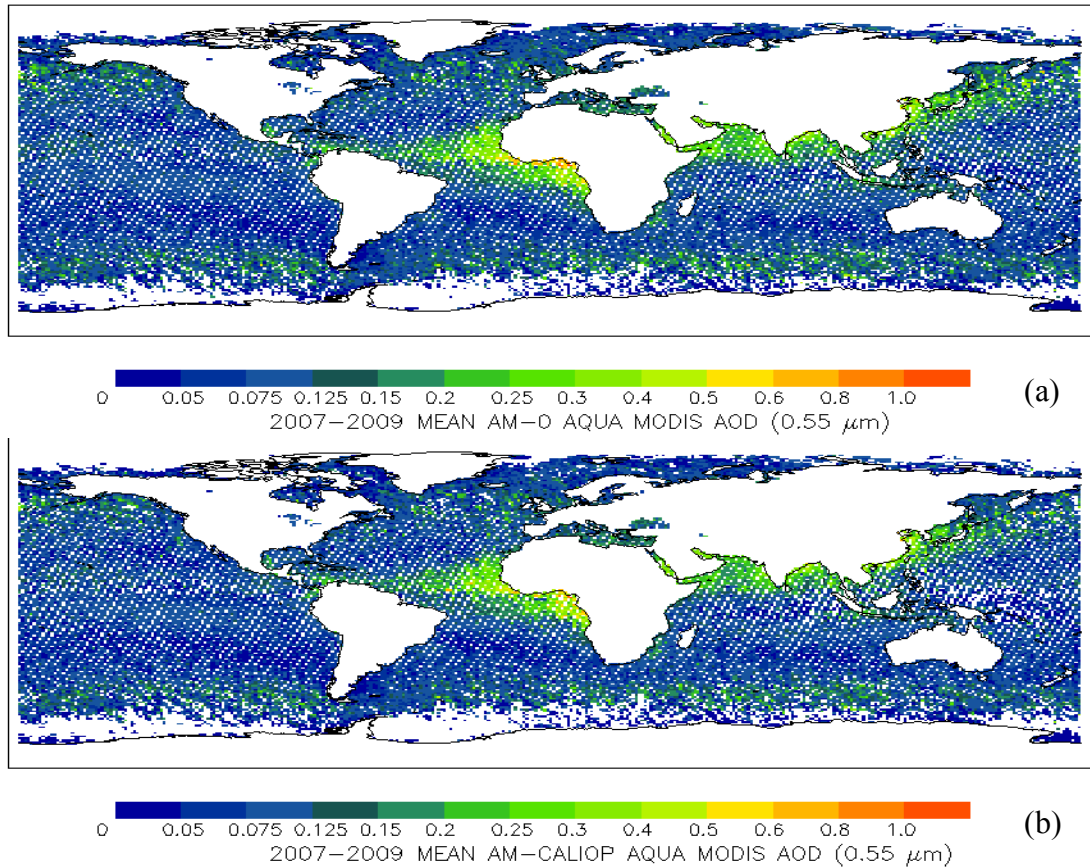 0 0.05 0.075 0.125 0.15 0.2 0.25 0.3 0.4 0.5 0.6 0.8 1.0
2007-2009 MEAN AM-0 AQUA MODIS AOD (0.55 μm)
(a)
0 0.05 0.075 0.125 0.15 0.2 0.25 0.3 0.4 0.5 0.6 0.8 1.0
2007-2009 MEAN AM-CALIOP AQUA MODIS AOD (0.55 μm)
(b)